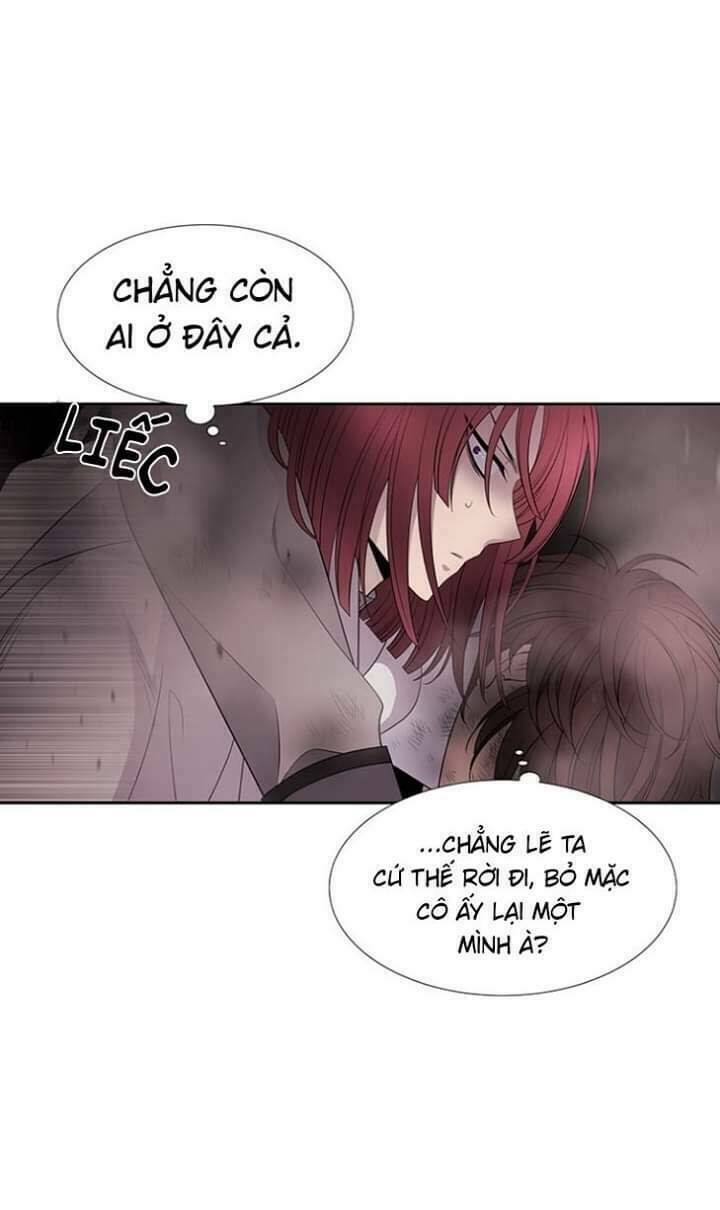 CHẲNG CÒN
AI Ở ĐÂY CẢ.
LIẾC
...CHẲNG LẼ TA
CỨ THẾ RỜI ĐI, BỎ MẶC
CÔ ẤY LẠI MỘT
MÌNH À?